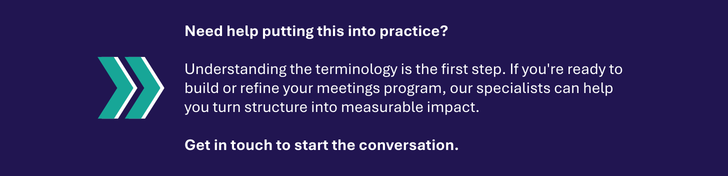 Need help putting this into practice?
Understanding the terminology is the first step. If you're ready to
build or refine your meetings program, our specialists can help
you turn structure into measurable impact.
Get in touch to start the conversation.